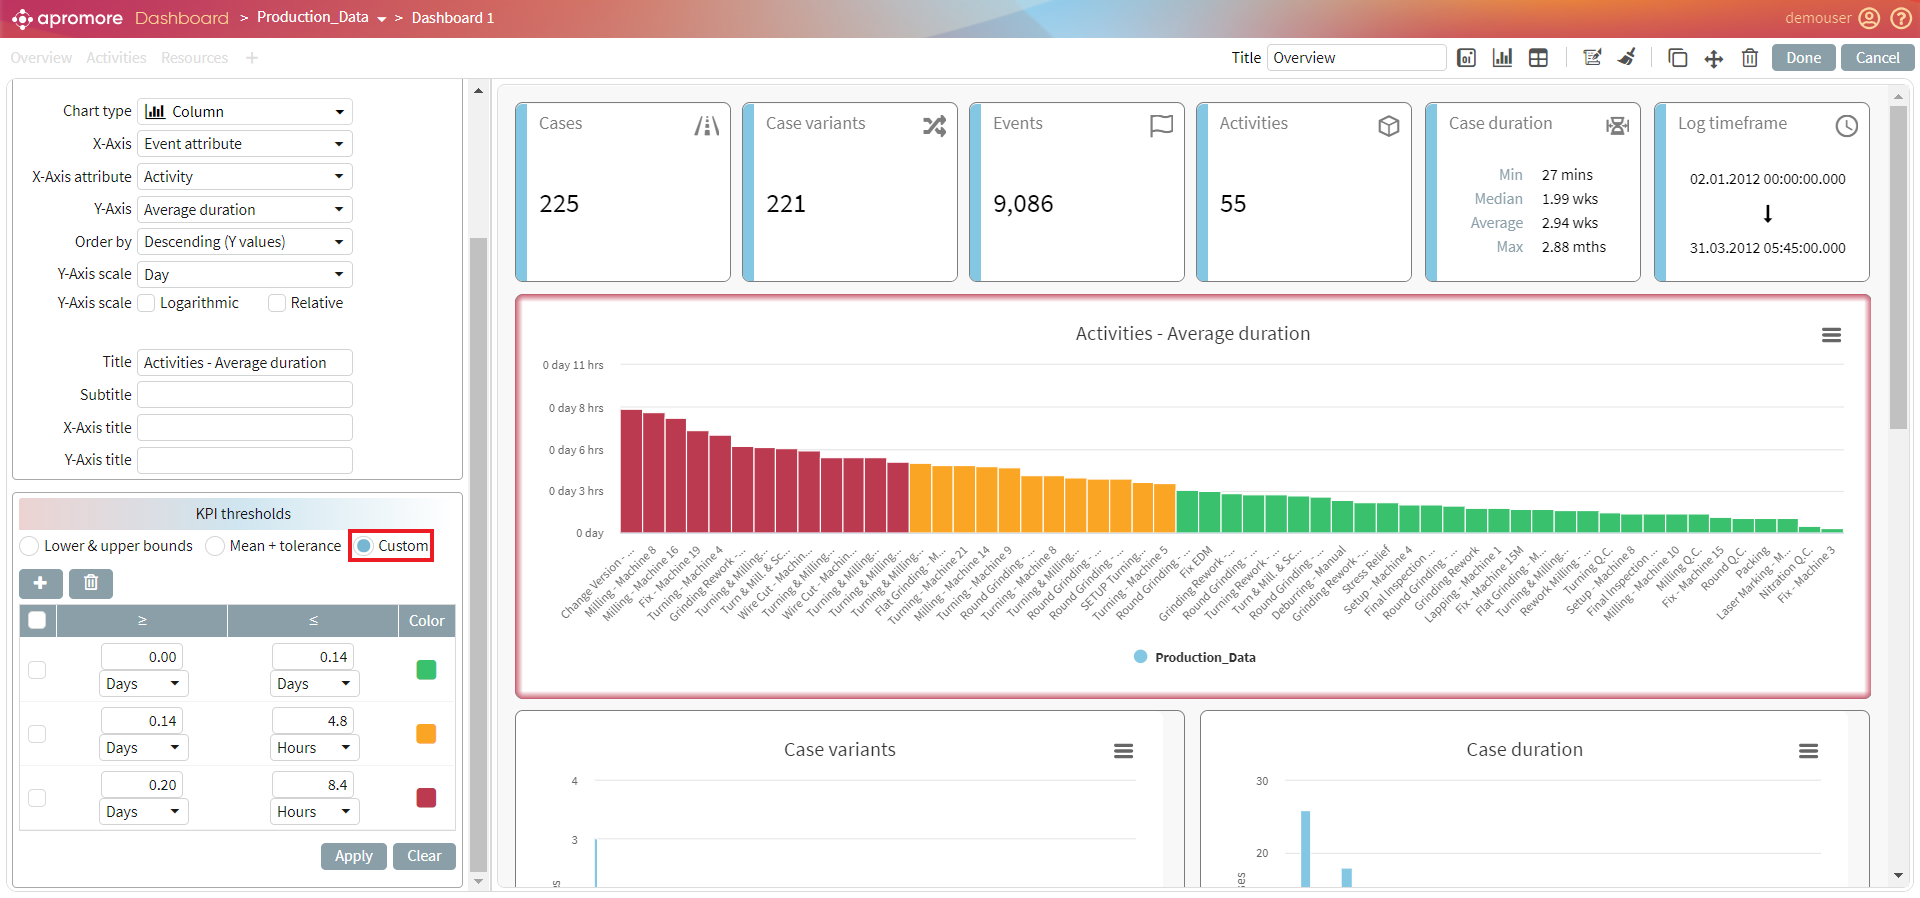 apromore Dashboard > Production_Data > Dashboard 1
demouser
Overview Activities Resources +
Title Overview
Done Cancel
Chart type Column
X-Axis Event attribute
X-Axis attribute Activity
Y-Axis Average duration
Order by Descending (Y values)
Y-Axis scale Day
Y-Axis scale Logarithmic Relative
Title Activities - Average duration
Subtitle
X-Axis title
Y-Axis title
KPI thresholds
Lower & upper bounds Mean + tolerance Custom
≥ ≤ Color
0.00 0.14
Days Days
0.14 4.8
Days Hours
0.20 8.4
Days Hours
Apply Clear
Cases
225
Case variants
221
Events
9,086
Activities
55
Case duration
Min 27 mins
Median 1.99 wks
Average 2.94 wks
Max 2.88 mths
Log timeframe
02.01.2012 00:00:00.000
31.03.2012 05:45:00.000
Activities - Average duration
0 day 11 hrs
0 day 8 hrs
0 day 6 hrs
0 day 3 hrs
0 day
Change Version - ...
Milling - Machine 8
Milling - Machine 16
Fix - Machine 19
Turning - Machine 4
Grinding Rework - ...
Turning & Milling...
Turn & Mill. & Sc...
Wire Cut - Machin...
Turning & Milling...
Wire Cut - Machin...
Turning & Milling...
Turning & Milling...
Turning & Milling...
Flat Grinding - M...
Turning - Machine 21
Milling - Machine 14
Turning - Machine 9
Round Grinding - ...
Turning - Machine 8
Turning & Milling...
Round Grinding - ...
Round Grinding - ...
SETUP Turning - ...
Turning - Machine 5
Round Grinding - ...
Fix EDM
Grinding Rework - ...
Round Grinding - ...
Turning Rework - ...
Turn & Mill. & Sc...
Round Grinding - ...
Deburring - Manual
Grinding Rework - ...
Stress Relief
Setup - Machine 4
Final Inspection ...
Round Grinding - ...
Grinding Rework
Lapping - Machine 1
Fix - Machine 15M
Flat Grinding - M...
Turning & Milling...
Rework Milling - ...
Turning Q.C.
Setup - Machine 8
Final Inspection ...
Milling - Machine 10
Milling Q.C.
Fix - Machine 15
Round Q.C.
Packing
Laser Marking - M...
Nitration Q.C.
Fix - Machine 3
Production_Data
Case variants
4
3
Case duration
30
20